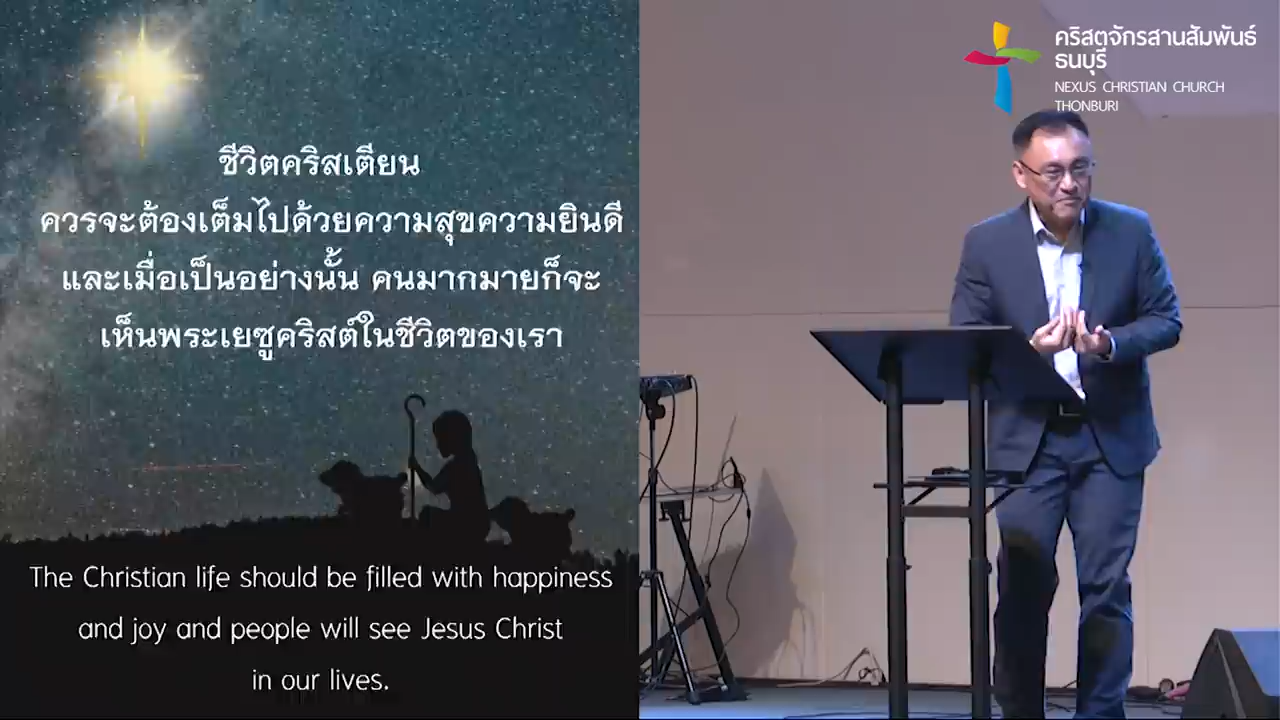 ชีวิตคริสเตียน
ควรจะต้องเต็มไปด้วยความสุขความยินดี
และเมื่อเป็นอย่างนั้น คนมากมายก็จะ
เห็นพระเยซูคริสต์ในชีวิตของเรา
The Christian life should be filled with happiness
and joy and people will see Jesus Christ
in our lives.
คริสตจักรสานสัมพันธ์
ธนบุรี
NEXUS CHRISTIAN CHURCH
THONBURI